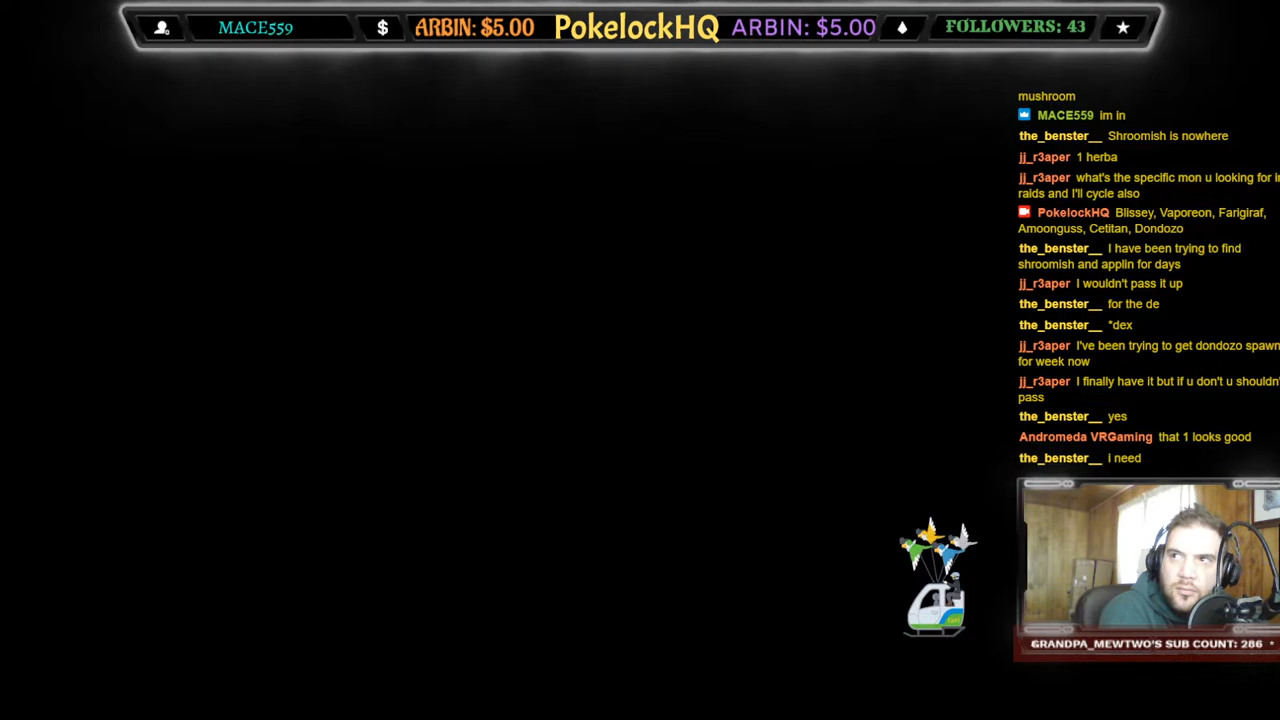 MACE559 $ ARBIN: $5.00 PokelockHQ ARBIN: $5.00 FOLLOWERS: 43
mushroom
MACE559 im in
the_benster__ Shroomish is nowhere
jj_r3aper 1 herba
jj_r3aper what's the specific mon u looking for in
raids and I'll cycle also
PokelockHQ Blissey, Vaporeon, Farigiraf,
Amoonguss, Cetitan, Dondozo
the_benster__ I have been trying to find
shroomish and applin for days
jj_r3aper I wouldn't pass it up
the_benster__ for the de
the_benster__ *dex
jj_r3aper I've been trying to get dondozo spawn
for week now
jj_r3aper I finally have it but if u don't u shouldn't
pass
the_benster__ yes
Andromeda VRGaming that 1 looks good
the_benster__ i need
GRANDPA_MEWTWO'S SUB COUNT: 286 *